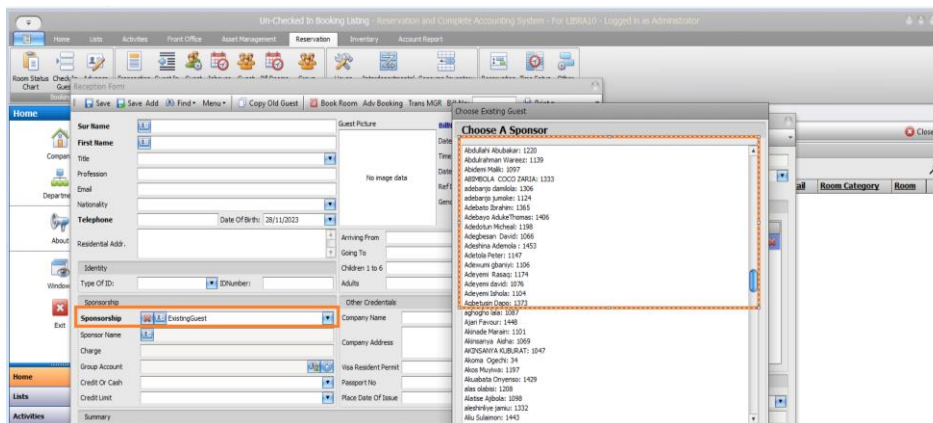 Un-Checked In Booking Listing - Reservation and Complete Accounting System - For LIBRA10 - Logged in as Administrator
Home Lists Activities Front Office Asset Management Reservation Inventory Account Report
Room Status
Chart
Reception Form
Save Save Add Find Menu Copy Old Guest Book Room Adv Booking Trans MGR
Choose Existing Guest
Home
Choose A Sponsor
Close
Sur Name
Guest Picture
First Name
Title
Profession
No image data
Email
Nationality
Telephone Date Of Birth: 28/11/2023
Residential Addr.
Arriving From
Going To
Identity
Children 1 to 6
Type Of ID: IDNumber:
Adults
Sponsorship
Other Credentials
Sponsorship ExistingGuest
Company Name
Sponsor Name
Company Address
Charge
Group Account
Visa Resident Permit
Credit Or Cash
Passport No
Credit Limit
Place Date Of Issue
Summary
About
Exit
Home
Lists
Activities
Abdullahi Abubakar: 1220
Abdulrahman Wareez: 1139
Abidemi Malik: 1097
ABIMBOLA COCO ZARIA: 1333
adebanjo damilola: 1306
adebanjo jumoke: 1124
Adebato Ibrahim: 1365
Adebayo AdukeThomas: 1406
Adedotun Micheal: 1198
Adegbesan David: 1066
Adeshina Ademola : 1453
Adetola Peter: 1147
Adewumi gbaniyi: 1106
Adeyemi Rasaq: 1174
Adeyemi david: 1076
Adeyemi Ishola: 1104
Agbetusin Dapo: 1373
aghogho lala: 1087
Ajari Favour: 1448
Akinade Marain: 1101
Akinsanya Aisha: 1069
AKINSANYA KUBURAT: 1047
Akoma Ogechi: 34
Akos Muyiwa: 1197
Akuabata Onyenso: 1429
alas olabisi: 1208
Alatise Ajibola: 1098
aleshinliye jamiu: 1332
Aliu Sulaimon: 1443
Room Category Room